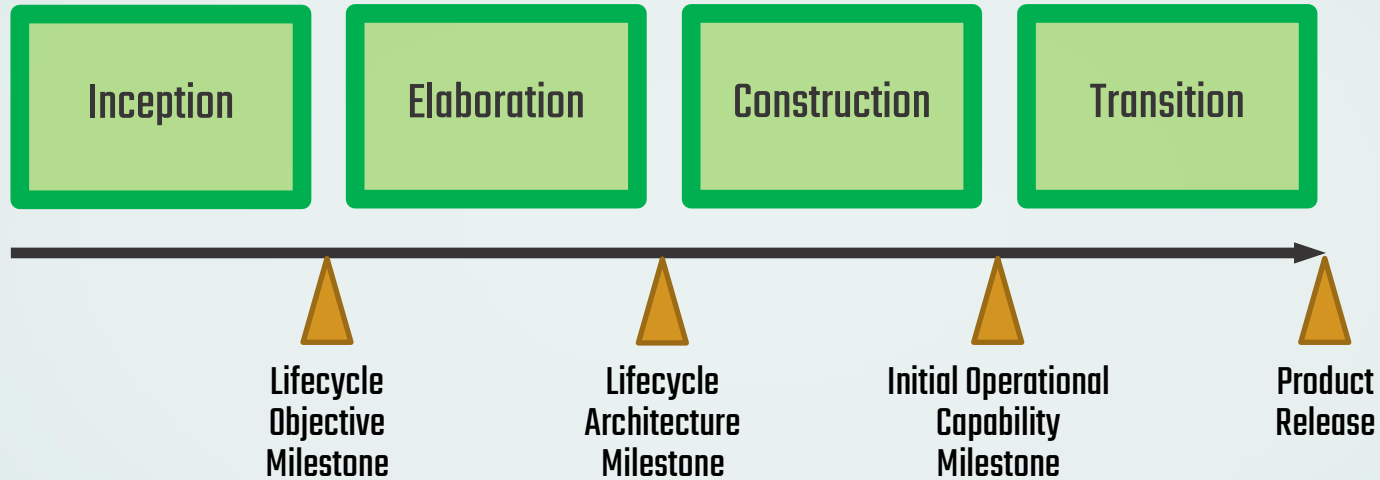 Inception
Elaboration
Construction
Transition
Lifecycle
Objective
Milestone
Lifecycle
Architecture
Milestone
Initial Operational
Capability
Milestone
Product
Release